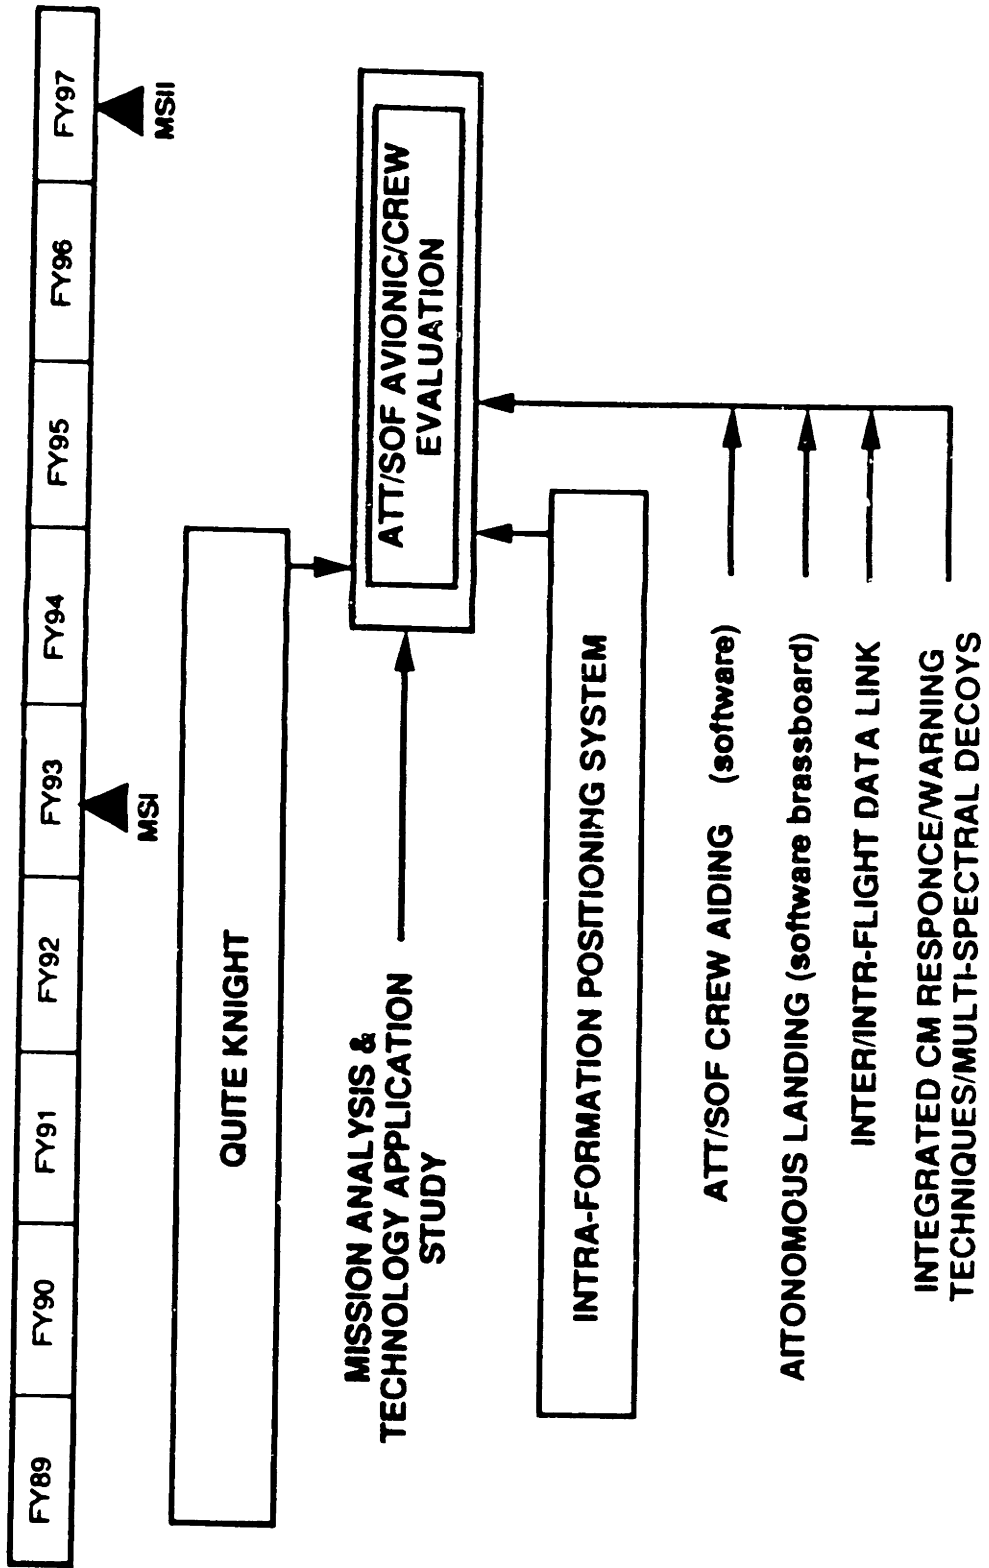 FY89 FY90 FY91 FY92 FY93 FY94 FY95 FY96 FY97
MSI
MSII
QUITE KNIGHT
MISSION ANALYSIS &
TECHNOLOGY APPLICATION
STUDY
ATT/SOF AVIONIC/CREW
EVALUATION
INTRA-FORMATION POSITIONING SYSTEM
ATT/SOF CREW AIDING (software)
AITONOMOUS LANDING (software brassboard)
INTER/INTR-FLIGHT DATA LINK
INTEGRATED CM RESPONCE/WARNING
TECHNIQUES/MULTI-SPECTRAL DECOYS